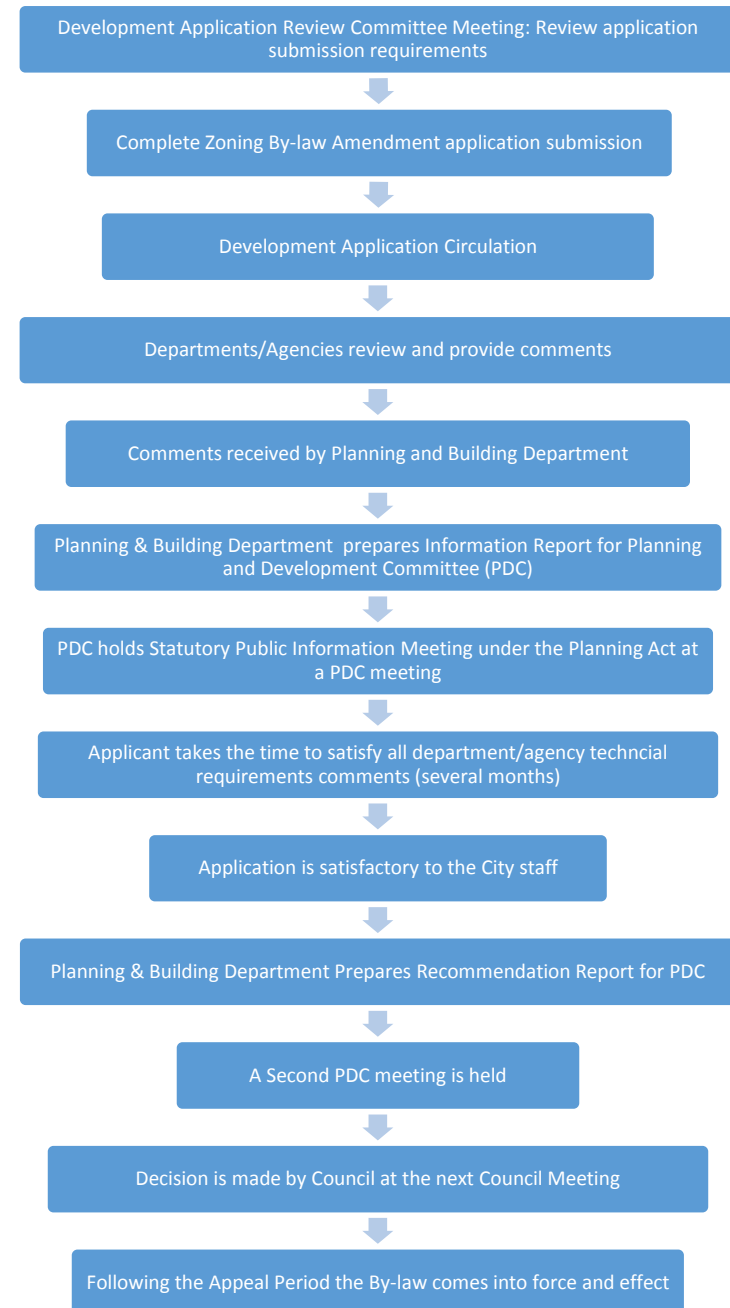 Development Application Review Committee Meeting: Review application
submission requirements
Complete Zoning By-law Amendment application submission
Development Application Circulation
Departments/Agencies review and provide comments
Comments received by Planning and Building Department
Planning & Building Department  prepares Information Report for Planning
and Development Committee (PDC)
PDC holds Statutory Public Information Meeting under the Planning Act at
a PDC meeting
Applicant takes the time to satisfy all department/agency techncial
requirements comments (several months)
Application is satisfactory to the City staff
Planning & Building Department Prepares Recommendation Report for PDC
A Second PDC meeting is held
Decision is made by Council at the next Council Meeting
Following the Appeal Period the By-law comes into force and effect